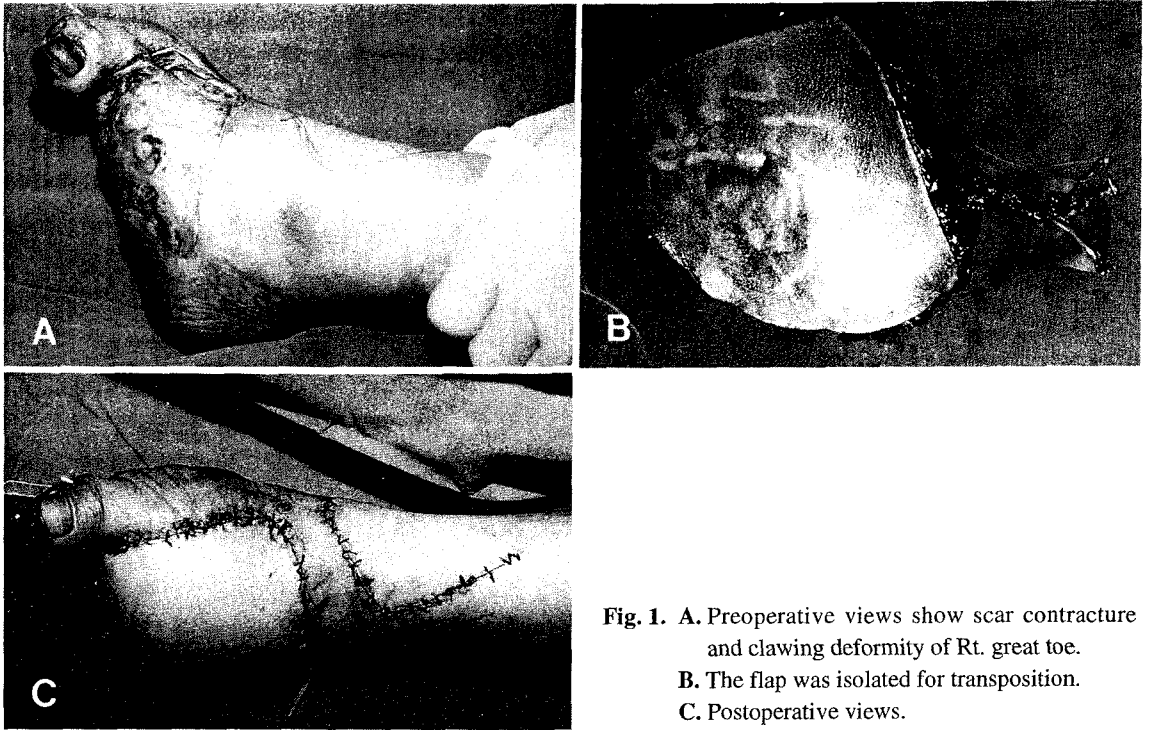 A
B
C
Fig. 1. A. Preoperative views show scar contracture
and clawing deformity of Rt. great toe.
B. The flap was isolated for transposition.
C. Postoperative views.